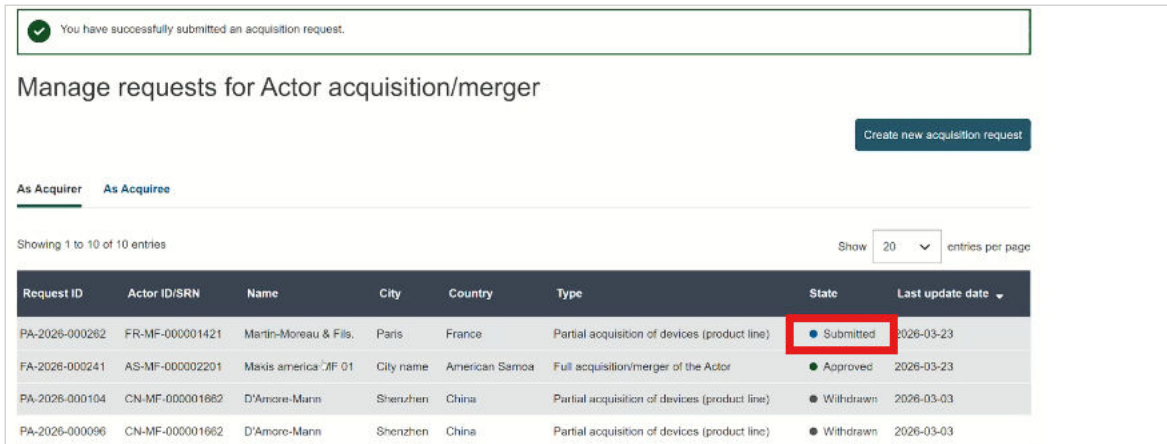 You have successfully submitted an acquisition request.
Manage requests for Actor acquisition/merger
Create new acquisition request
As Acquirer As Acquiree
Showing 1 to 10 of 10 entries Show 20 entries per page
Request ID Actor ID/SRN Name City Country Type State Last update date
PA-2026-000262 FR-MF-000001421 Martin-Moreau & Fils. Paris France Partial acquisition of devices (product line) Submitted 2026-03-23
FA-2026-000241 AS-MF-000002201 Makis america MF 01 City name American Samoa Full acquisition/merger of the Actor Approved 2026-03-23
PA-2026-000104 CN-MF-000001662 D'Amore-Mann Shenzhen China Partial acquisition of devices (product line) Withdrawn 2026-03-03
PA-2026-000096 CN-MF-000001662 D'Amore-Mann Shenzhen China Partial acquisition of devices (product line) Withdrawn 2026-03-03